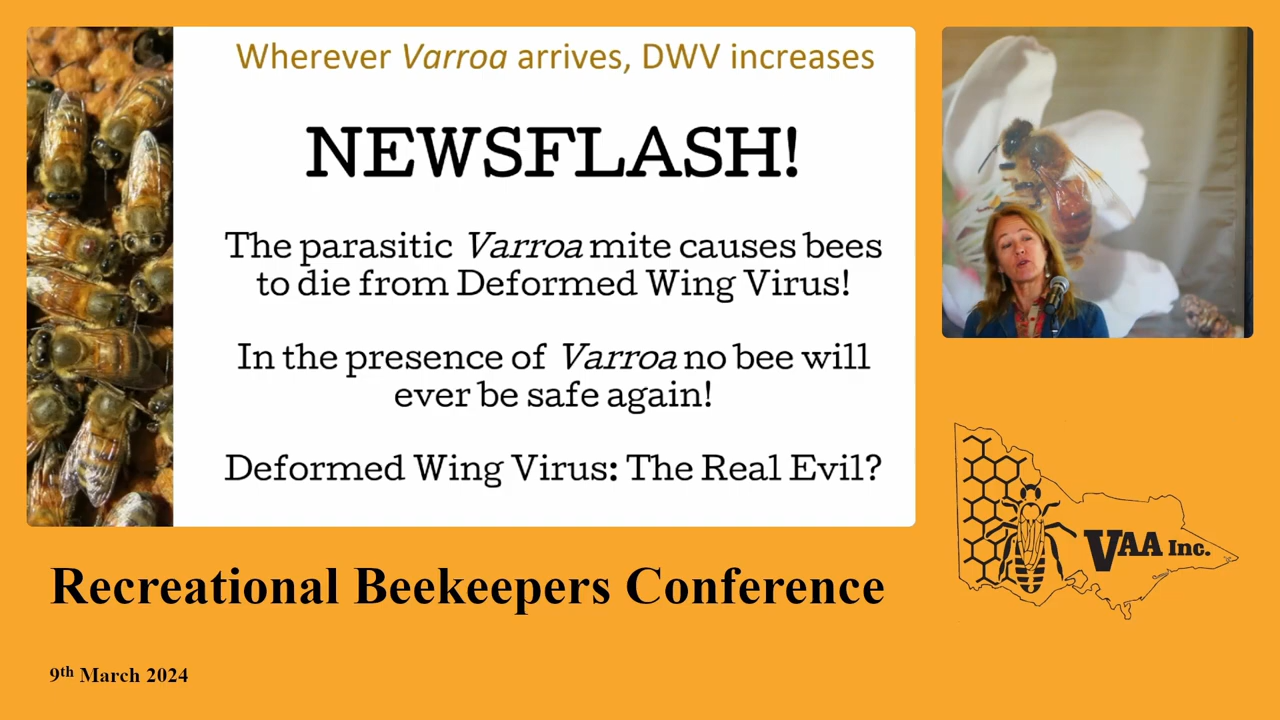 Wherever Varroa arrives, DWV increases
NEWSFLASH!
The parasitic Varroa mite causes bees
to die from Deformed Wing Virus!
In the presence of Varroa no bee will
ever be safe again!
Deformed Wing Virus: The Real Evil?
VAA Inc.
Recreational Beekeepers Conference
9th March 2024